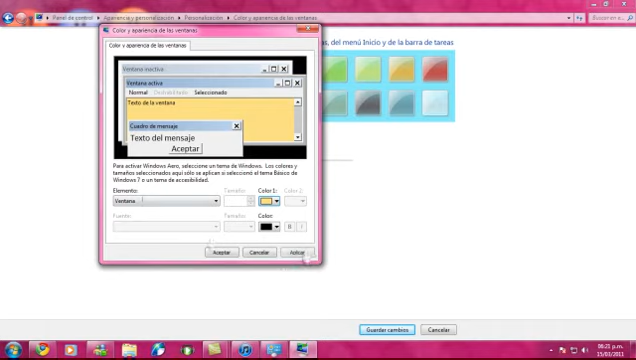 Panel de control ▸ Apariencia y personalización ▸ Personalización ▸ Color y apariencia de las ventanas
Buscar en e...
Color y apariencia de las ventanas
Color y apariencia de las ventanas
as, del menú Inicio y de la barra de tareas
Ventana inactiva
Ventana activa
Normal Deshabilitado Seleccionado
Texto de la ventana
Cuadro de mensaje
Texto del mensaje
Aceptar
Para activar Windows Aero, seleccione un tema de Windows. Los colores y
tamaños seleccionados aquí sólo se aplican si seleccionó el tema Básico de
Windows 7 o un tema de accesibilidad.
Elemento: Tamaño: Color 1: Color 2:
Ventana
Fuente: Tamaño: Color:
B I
Aceptar Cancelar Aplicar
Guardar cambios Cancelar
06:21 p.m.
15/03/2011